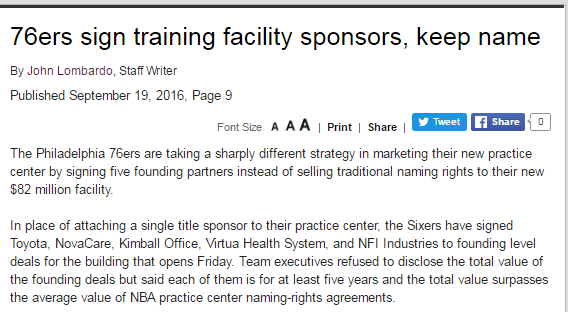 76ers sign training facility sponsors, keep name
By John Lombardo, Staff Writer
Published September 19, 2016, Page 9
Font Size A A A | Print | Share | Tweet Share 0
The Philadelphia 76ers are taking a sharply different strategy in marketing their new practice
center by signing five founding partners instead of selling traditional naming rights to their new
$82 million facility.
In place of attaching a single title sponsor to their practice center, the Sixers have signed
Toyota, NovaCare, Kimball Office, Virtua Health System, and NFI Industries to founding level
deals for the building that opens Friday. Team executives refused to disclose the total value of
the founding deals but said each of them is for at least five years and the total value surpasses
the average value of NBA practice center naming-rights agreements.